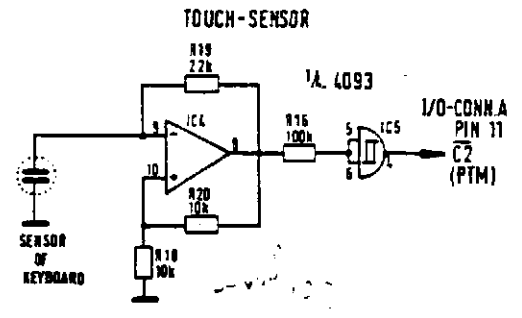 TOUCH-SENSOR
R19
22k
1/4 4093
IC4
9
8
10
R16
100k
IC5
5
6
4
I/O-CONN.A
PIN 11
C2
(PTM)
R20
10k
R18
10k
SENSOR
OF
KEYBOARD